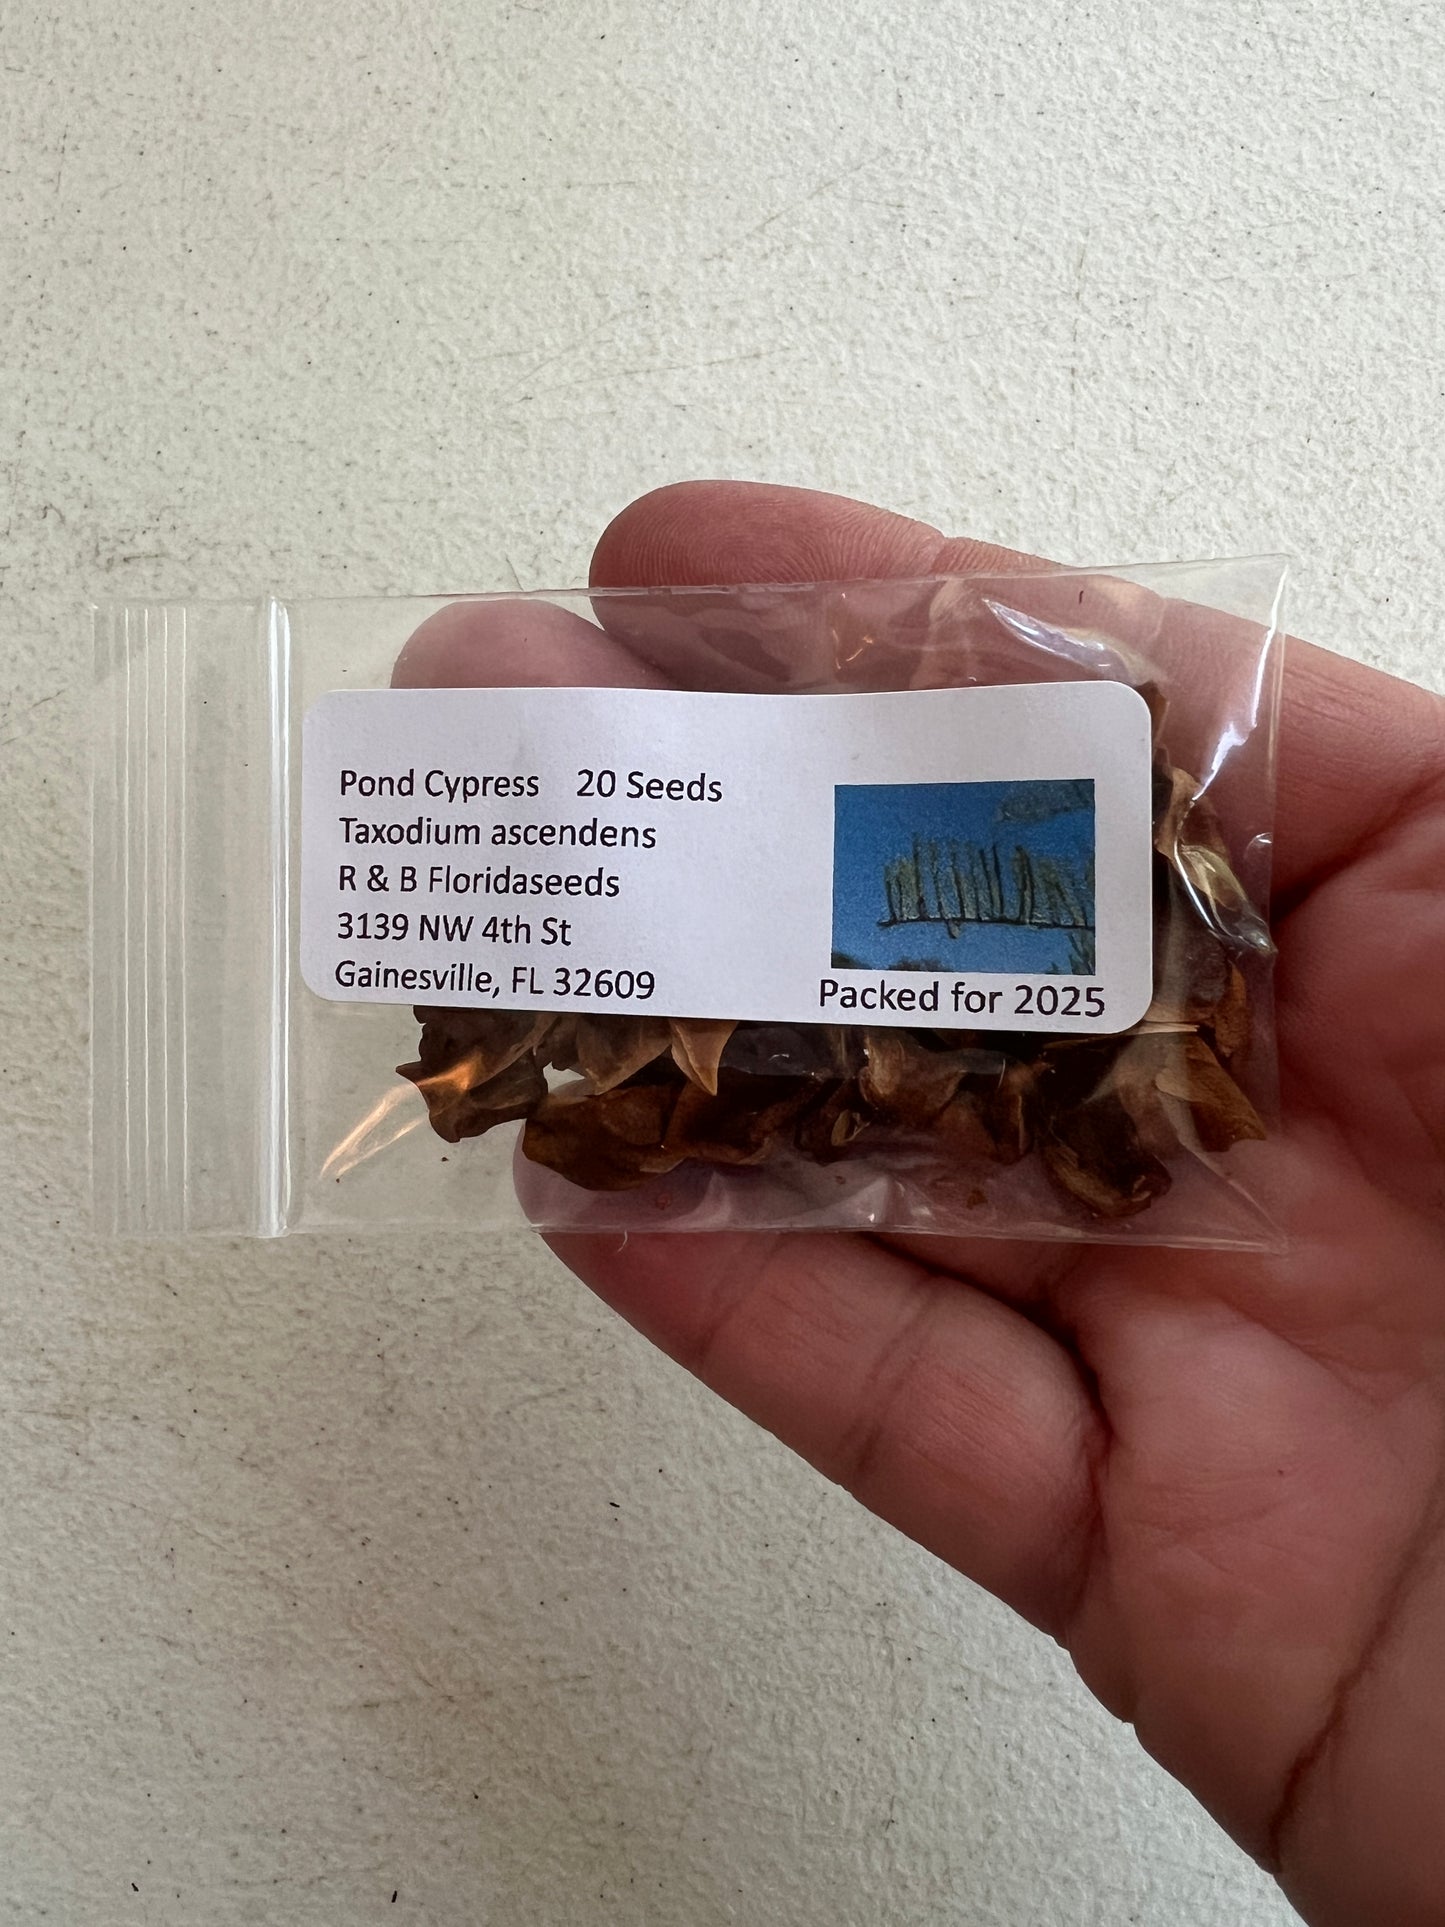 Pond Cypress 20 Seeds
Taxodium ascendens
R & B Floridaseeds
3139 NW 4th St
Gainesville, FL 32609
Packed for 2025